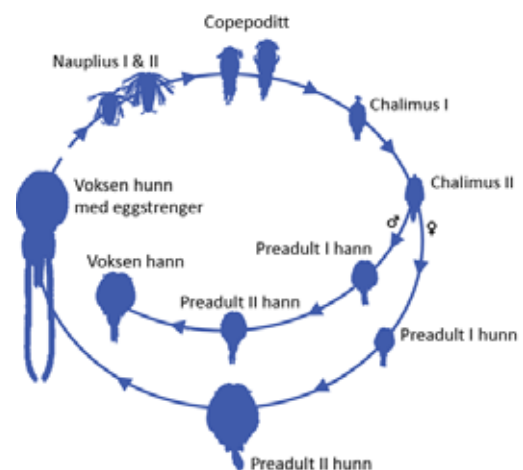 Copepoditt
Nauplius I & II
Chalimus I
Chalimus II
Voksen hunn
med eggstrenger
♂
♀
Preadult I hann
Voksen hann
Preadult II hann
Preadult I hunn
Preadult II hunn